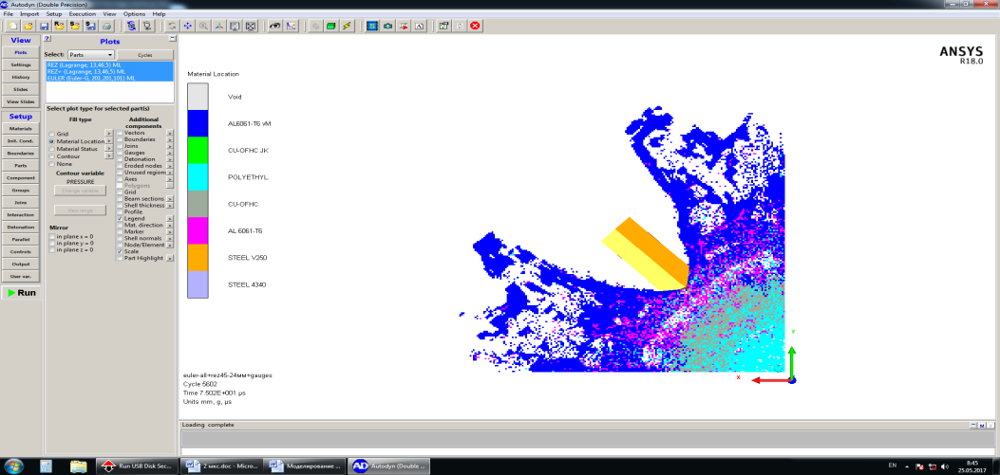 Autodyn (Double Precision)
File Import Setup Execution View Options Help
View
Plots
Settings
History
Slides
View Slides
Setup
Materials
Init. Cond.
Boundaries
Parts
Component
Groups
Joins
Interaction
Detonation
Parallel
Controls
Output
User var.
Run
?
Plots
Select: Parts
Cycles
REZ (Lagrange, 13,46,5) ML
REZ+ (Lagrange, 13,46,5) ML
EULER (Euler-G, 201,201,101) ML
Select plot type for selected part(s)
Fill type
Grid
Material Location
Material Status
Contour
None
Contour variable
PRESSURE
Change variable
Mirror
in plane x = 0
in plane y = 0
in plane z = 0
Additional
components
Vectors
Boundaries
Joins
Gauges
Detonation
Eroded nodes
Unused region
Axes
Polygons
Grid
Beam sections
Shell thickness
Profile
Legend
Mat. direction
Marker
Shell normals
Node/Element
Scale
Part Highlight
ANSYS
R18.0
Material Location
Void
AL6061-T6 vM
CU-OFHC JK
POLYETHYL.
CU-OFHC
AL 6061-T6
STEEL V250
STEEL 4340
Y
X
euler-all+rez45-24мм+gauges
Cycle 5602
Time 7.502E+001 µs
Units mm, g, µs
Loading complete
Run USB Disk Sec...
2 мкс.doc - Micro...
Моделирование ...
Autodyn (Double ...
EN
8:45
25.05.2017